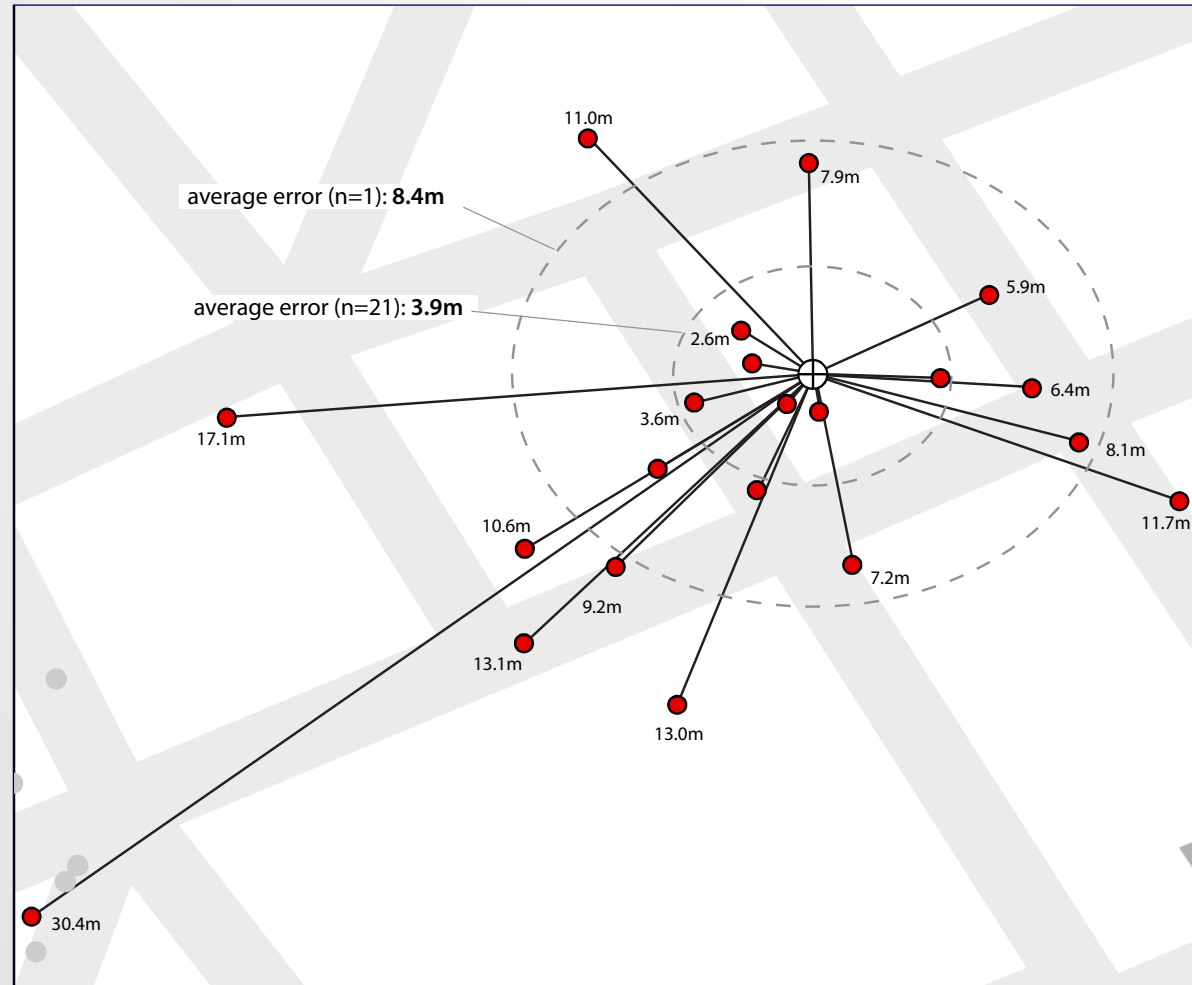 11.0m
7.9m
average error (n=1): 8.4m
5.9m
average error (n=21): 3.9m
2.6m
6.4m
3.6m
17.1m
8.1m
11.7m
10.6m
7.2m
9.2m
13.1m
13.0m
30.4m